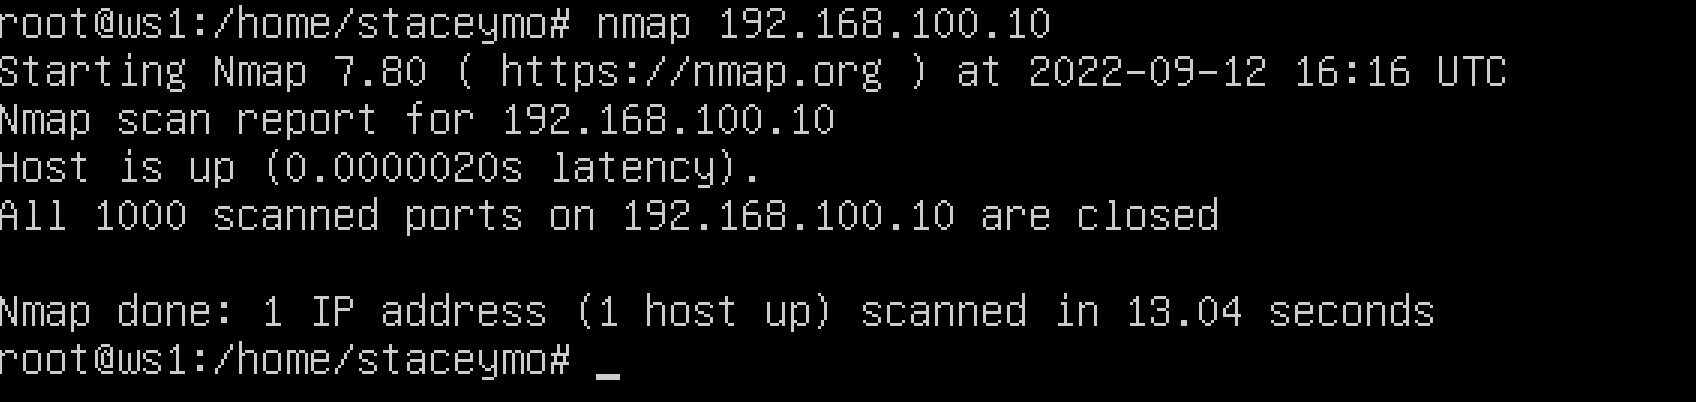 root@ws1:/home/staceymo# nmap 192.168.100.10
Starting Nmap 7.80 ( https://nmap.org ) at 2022-09-12 16:16 UTC
Nmap scan report for 192.168.100.10
Host is up (0.0000020s latency).
All 1000 scanned ports on 192.168.100.10 are closed

Nmap done: 1 IP address (1 host up) scanned in 13.04 seconds
root@ws1:/home/staceymo# _